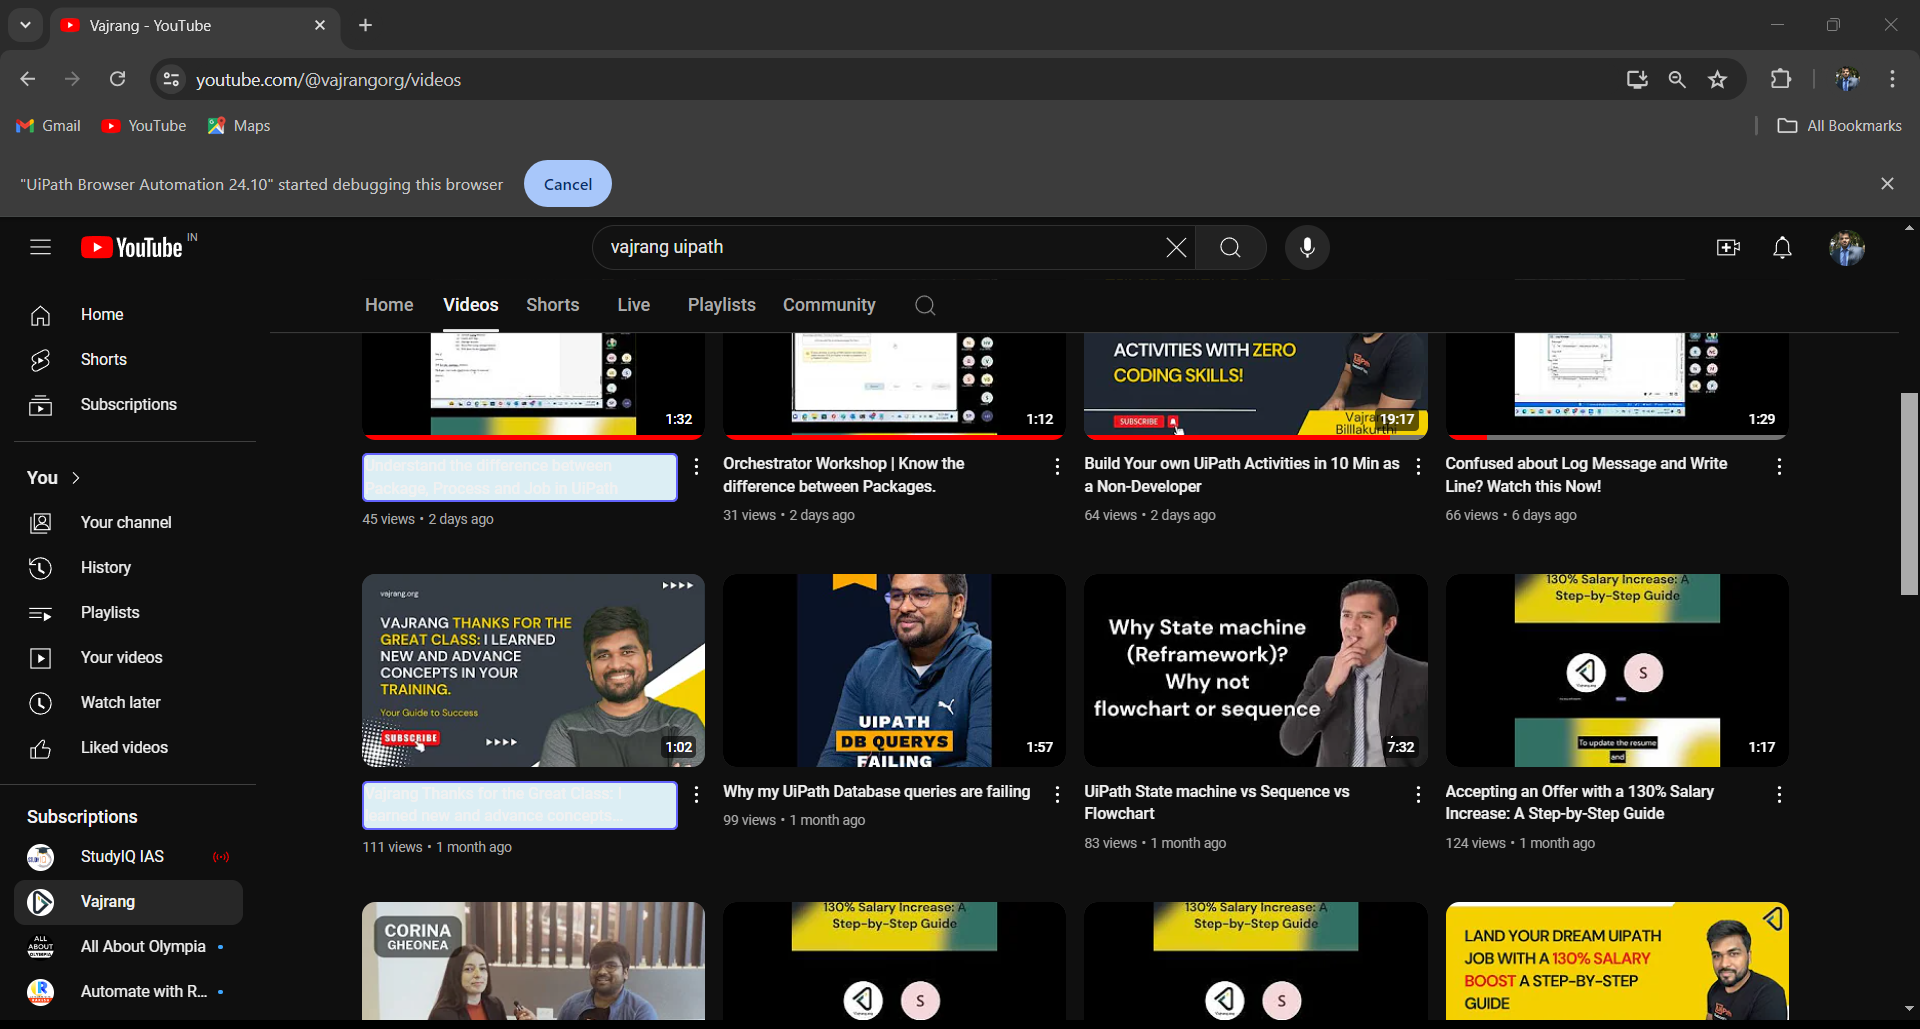 Vajrang - YouTube
youtube.com/@vajrangorg/videos
Gmail
YouTube
Maps
All Bookmarks
"UiPath Browser Automation 24.10" started debugging this browser
Cancel
YouTube IN
vajrang uipath
Home
Videos
Shorts
Live
Playlists
Community
Home
Shorts
Subscriptions
You
Your channel
History
Playlists
Your videos
Watch later
Liked videos
Subscriptions
StudyIQ IAS
Vajrang
ALL
ABOUT
OLYMPIA
All About Olympia
Automate with R...
1:32
Understand the difference between
Package, Process and Job in UiPath
45 views • 2 days ago
1:12
Orchestrator Workshop | Know the
difference between Packages.
31 views • 2 days ago
ACTIVITIES WITH ZERO
CODING SKILLS!
SUBSCRIBE
19:17
Billlakurthi
Build Your own UiPath Activities in 10 Min as
a Non-Developer
64 views • 2 days ago
1:29
Confused about Log Message and Write
Line? Watch this Now!
66 views • 6 days ago
vajrang.org
VAJRANG THANKS FOR THE
GREAT CLASS: I LEARNED
NEW AND ADVANCE
CONCEPTS IN YOUR
TRAINING.
Your Guide to Success
SUBSCRIBE
1:02
Vajrang Thanks for the Great Class: I
learned new and advance concepts...
111 views • 1 month ago
UIPATH
DB QUERYS
FAILING
1:57
Why my UiPath Database queries are failing
99 views • 1 month ago
Why State machine
(Reframework)?
Why not
flowchart or sequence
7:32
UiPath State machine vs Sequence vs
Flowchart
83 views • 1 month ago
130% Salary Increase: A
Step-by-Step Guide
S
To update the resume
and
1:17
Accepting an Offer with a 130% Salary
Increase: A Step-by-Step Guide
124 views • 1 month ago
CORINA
GHEONEA
130% Salary Increase: A
Step-by-Step Guide
S
130% Salary Increase: A
Step-by-Step Guide
S
LAND YOUR DREAM UIPATH
JOB WITH A 130% SALARY
BOOST A STEP-BY-STEP
GUIDE